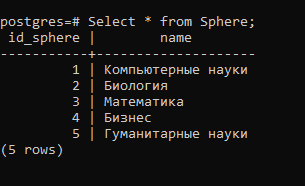 postgres=# Select * from Sphere;
id_sphere | name
-----------+---------------------
1 | Компьютерные науки
2 | Биология
3 | Математика
4 | Бизнес
5 | Гуманитарные науки
(5 rows)